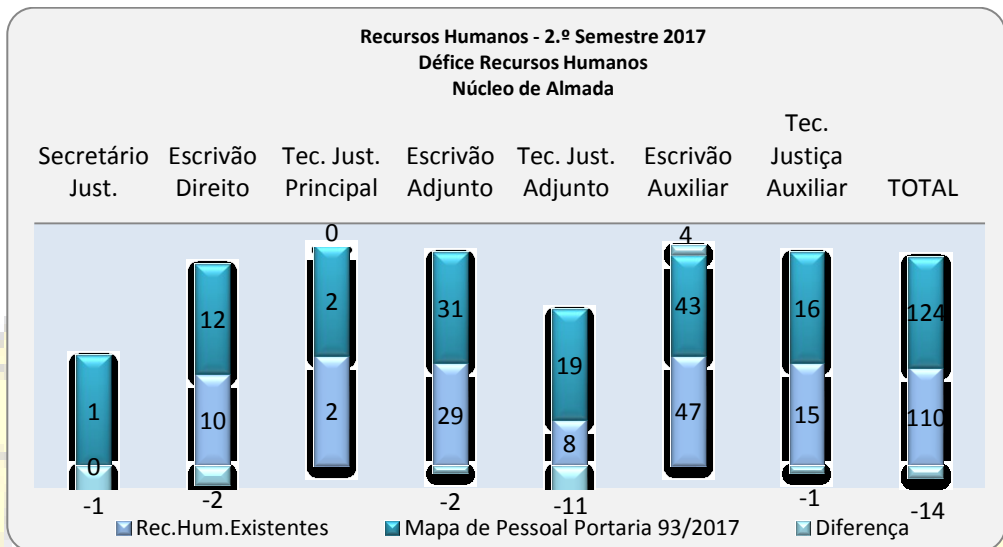 Recursos Humanos - 2.º Semestre 2017
Défice Recursos Humanos
Núcleo de Almada
Secretário Just.
Escrivão Direito
Tec. Just. Principal
Escrivão Adjunto
Tec. Just. Adjunto
Escrivão Auxiliar
Tec. Justiça Auxiliar
TOTAL
0 4
1 12 2 31 19 43 16 124
0 10 2 29 8 47 15 110
-1 -2 -2 -11 -1 -14
Rec.Hum.Existentes Mapa de Pessoal Portaria 93/2017 Diferença